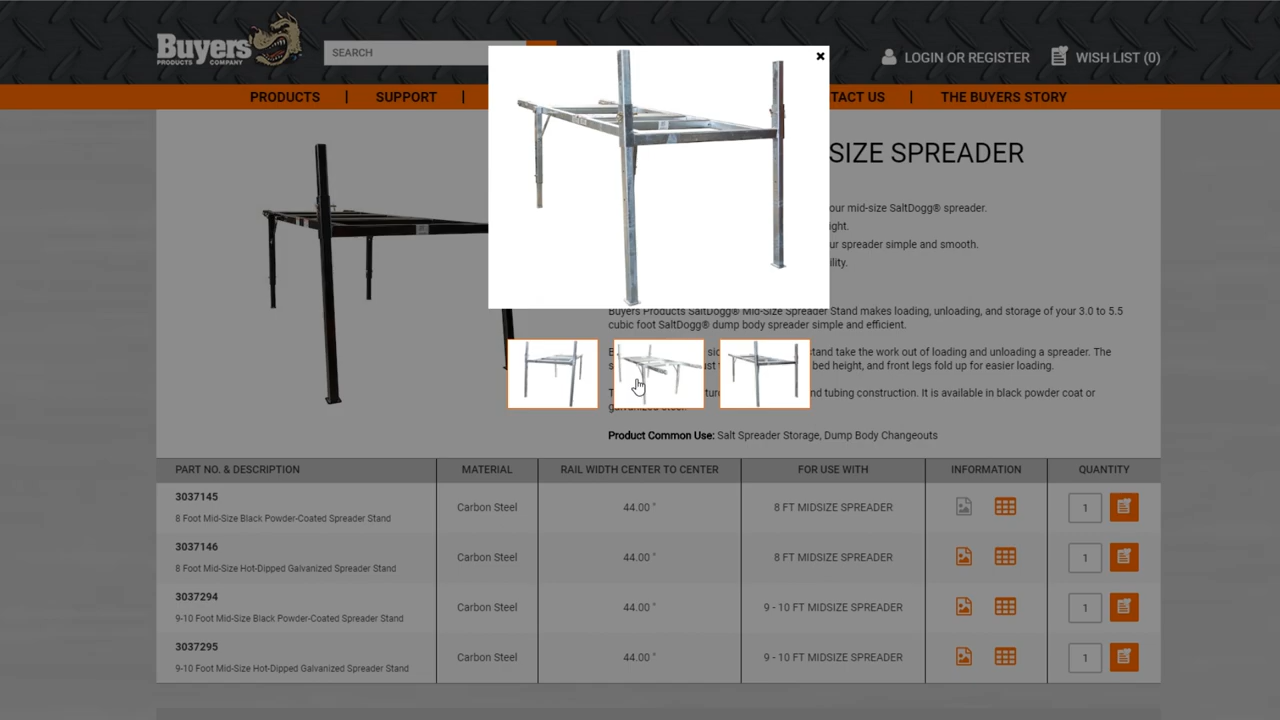 Buyers
PRODUCTS COMPANY
SEARCH
LOGIN OR REGISTER
WISH LIST (0)
PRODUCTS | SUPPORT |
TACT US | THE BUYERS STORY
SIZE SPREADER
our mid-size SaltDogg® spreader.
ight.
ur spreader simple and smooth.
ility.
Buyers Products SaltDogg® Mid-Size Spreader Stand makes loading, unloading, and storage of your 3.0 to 5.5
cubic foot SaltDogg® dump body spreader simple and efficient.
stand take the work out of loading and unloading a spreader. The
bed height, and front legs fold up for easier loading.
and tubing construction. It is available in black powder coat or
galvanized steel.
Product Common Use: Salt Spreader Storage, Dump Body Changeouts
PART NO. & DESCRIPTION MATERIAL RAIL WIDTH CENTER TO CENTER FOR USE WITH INFORMATION QUANTITY
3037145
8 Foot Mid-Size Black Powder-Coated Spreader Stand
Carbon Steel 44.00 " 8 FT MIDSIZE SPREADER 1
3037146
8 Foot Mid-Size Hot-Dipped Galvanized Spreader Stand
Carbon Steel 44.00 " 8 FT MIDSIZE SPREADER 1
3037294
9-10 Foot Mid-Size Black Powder-Coated Spreader Stand
Carbon Steel 44.00 " 9 - 10 FT MIDSIZE SPREADER 1
3037295
9-10 Foot Mid-Size Hot-Dipped Galvanized Spreader Stand
Carbon Steel 44.00 " 9 - 10 FT MIDSIZE SPREADER 1